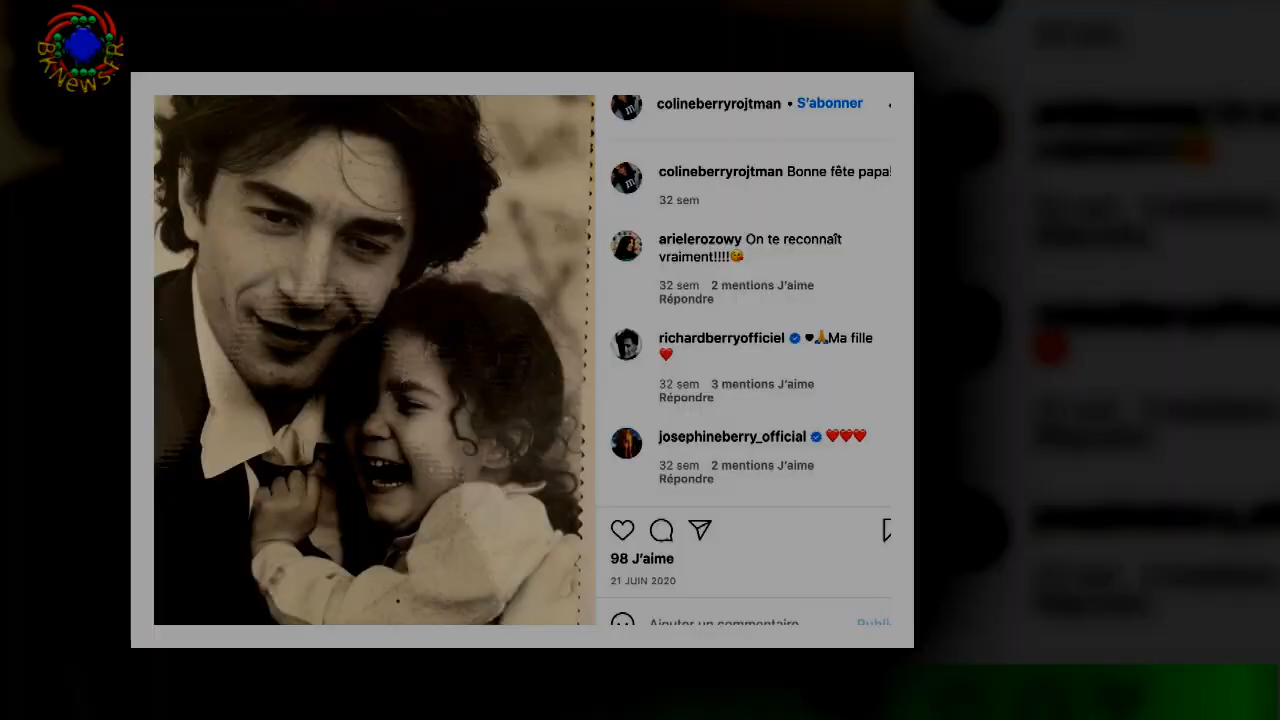 BKNews.FR
colineberryrojtman • S'abonner
colineberryrojtman Bonne fête papa!
32 sem
arielerozowy On te reconnaît
vraiment!!!!😘
32 sem 2 mentions J'aime
Répondre
richardberryofficiel ♥🙏Ma fille
❤️
32 sem 3 mentions J'aime
Répondre
josephineberry_official ❤️❤️❤️
32 sem 2 mentions J'aime
Répondre
98 J'aime
21 JUIN 2020
Ajouter un commentaire